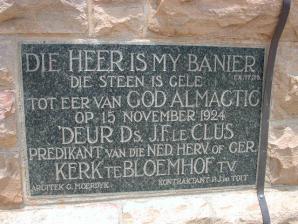 DIE HEER IS MY BANIER
EX. 17:15
DIE STEEN IS GELE
TOT EER VAN GOD ALMACTIG
OP 15 NOVEMBER 1924
DEUR DS. J.F. LE CLUS
PREDIKANT VAN DIE NED HERV. OF GER.
KERK TE BLOEMHOF T.V.
ARGITEK G. MOERDYK. KONTRAKTANT P.J. DU TOIT